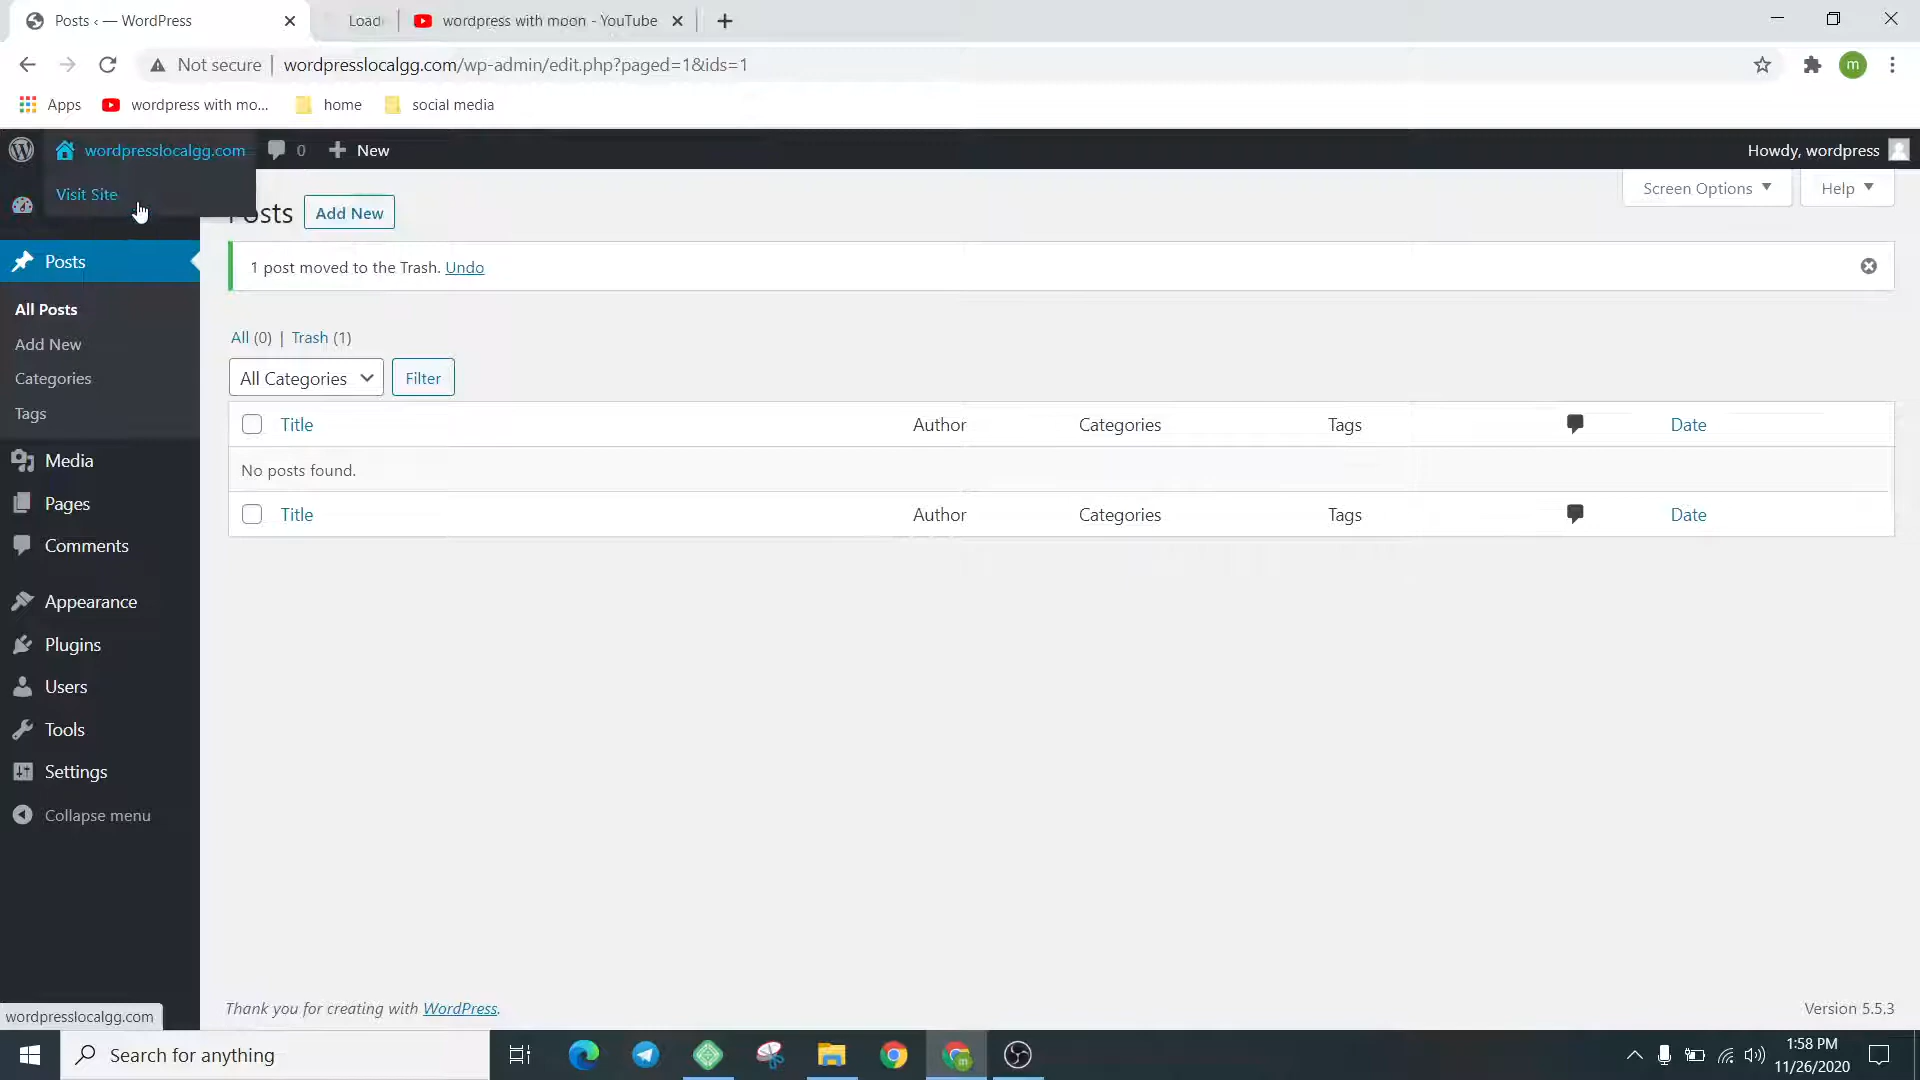 Posts ‹ — WordPress
Load
wordpress with moon - YouTube
Not secure
wordpresslocalgg.com/wp-admin/edit.php?paged=1&ids=1
m
Apps
wordpress with mo...
home
social media
wordpresslocalgg.com
0
New
Howdy, wordpress
Visit Site
Posts
Add New
Screen Options
Help
Posts
1 post moved to the Trash. Undo
All Posts
Add New
Categories
Tags
All (0) | Trash (1)
All Categories
Filter
Title
Author
Categories
Tags
Date
No posts found.
Title
Author
Categories
Tags
Date
Media
Pages
Comments
Appearance
Plugins
Users
Tools
Settings
Collapse menu
Thank you for creating with WordPress.
Version 5.5.3
wordpresslocalgg.com
Search for anything
1:58 PM
11/26/2020